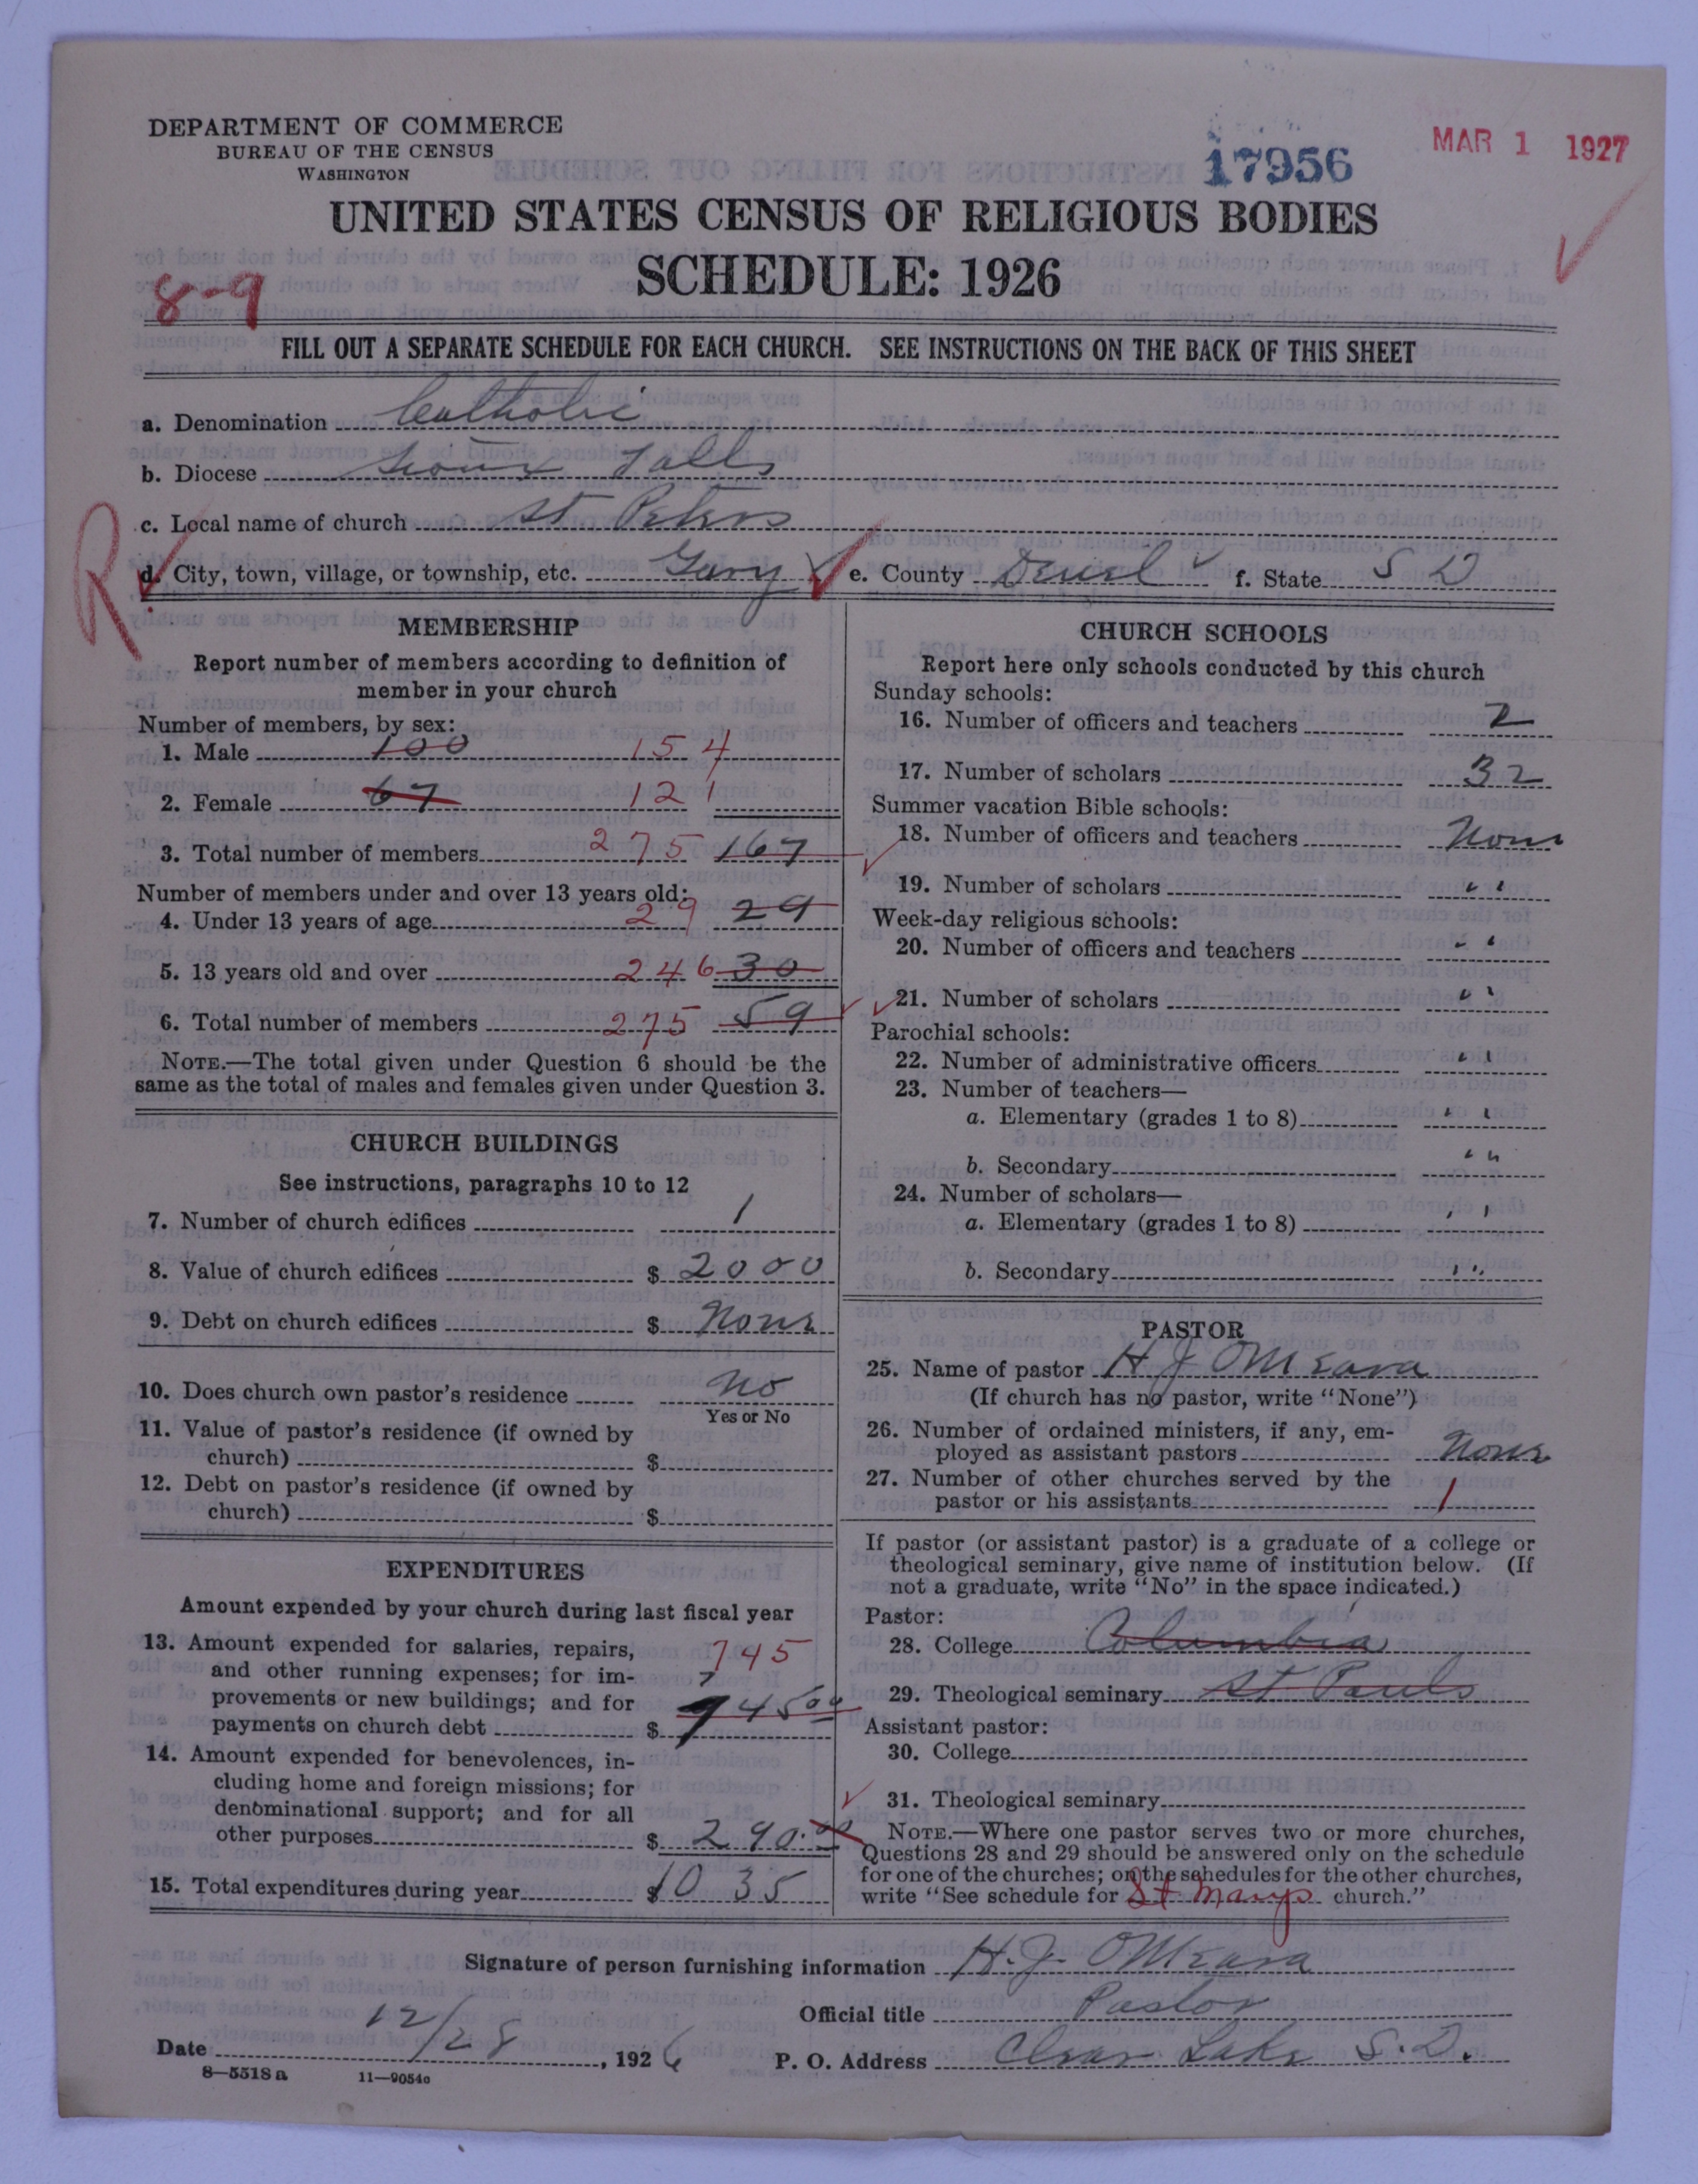 DEPARTMENT OF COMMERCE
BUREAU OF THE CENSUS
WASHINGTON
17956
MAR 1 1927
UNITED STATES CENSUS OF RELIGIOUS BODIES
SCHEDULE: 1926
8-9
FILL OUT A SEPARATE SCHEDULE FOR EACH CHURCH. SEE INSTRUCTIONS ON THE BACK OF THIS SHEET
a. Denomination Catholic
b. Diocese Sioux Falls
c. Local name of church St Peters
R
d. City, town, village, or township, etc. Gary e. County Deuel f. State S D
MEMBERSHIP
Report number of members according to definition of
member in your church
Number of members, by sex:
1. Male 100 154
2. Female 67 121
3. Total number of members 275 167
Number of members under and over 13 years old:
4. Under 13 years of age 29 29
5. 13 years old and over 246 30
6. Total number of members 275 59
NOTE.—The total given under Question 6 should be the
same as the total of males and females given under Question 3.
CHURCH BUILDINGS
See instructions, paragraphs 10 to 12
7. Number of church edifices 1
8. Value of church edifices $ 2000
9. Debt on church edifices $ None
10. Does church own pastor's residence No
Yes or No
11. Value of pastor's residence (if owned by
church) $
12. Debt on pastor's residence (if owned by
church) $
EXPENDITURES
Amount expended by your church during last fiscal year
13. Amount expended for salaries, repairs, 745
and other running expenses; for im- 7
provements or new buildings; and for
payments on church debt $ 745 00
14. Amount expended for benevolences, in-
cluding home and foreign missions; for
denominational support; and for all
other purposes $ 290.00
15. Total expenditures during year $ 1035
CHURCH SCHOOLS
Report here only schools conducted by this church
Sunday schools:
16. Number of officers and teachers 2
17. Number of scholars 32
Summer vacation Bible schools:
18. Number of officers and teachers None
19. Number of scholars "
Week-day religious schools:
20. Number of officers and teachers "
21. Number of scholars "
Parochial schools:
22. Number of administrative officers "
23. Number of teachers—
a. Elementary (grades 1 to 8) "
b. Secondary "
24. Number of scholars—
a. Elementary (grades 1 to 8) "
b. Secondary "
PASTOR
25. Name of pastor H J OMeara
(If church has no pastor, write "None")
26. Number of ordained ministers, if any, em-
ployed as assistant pastors None
27. Number of other churches served by the
pastor or his assistants 1
If pastor (or assistant pastor) is a graduate of a college or
theological seminary, give name of institution below. (If
not a graduate, write "No" in the space indicated.)
Pastor:
28. College Columbia
29. Theological seminary St Pauls
Assistant pastor:
30. College
31. Theological seminary
NOTE.—Where one pastor serves two or more churches,
Questions 28 and 29 should be answered only on the schedule
for one of the churches; on the schedules for the other churches,
write "See schedule for St Marys church."
Signature of person furnishing information H. J. OMeara
Official title Pastor
Date 12/28, 1926 P. O. Address Clear Lake S.D.
8—5518a 11—9054c